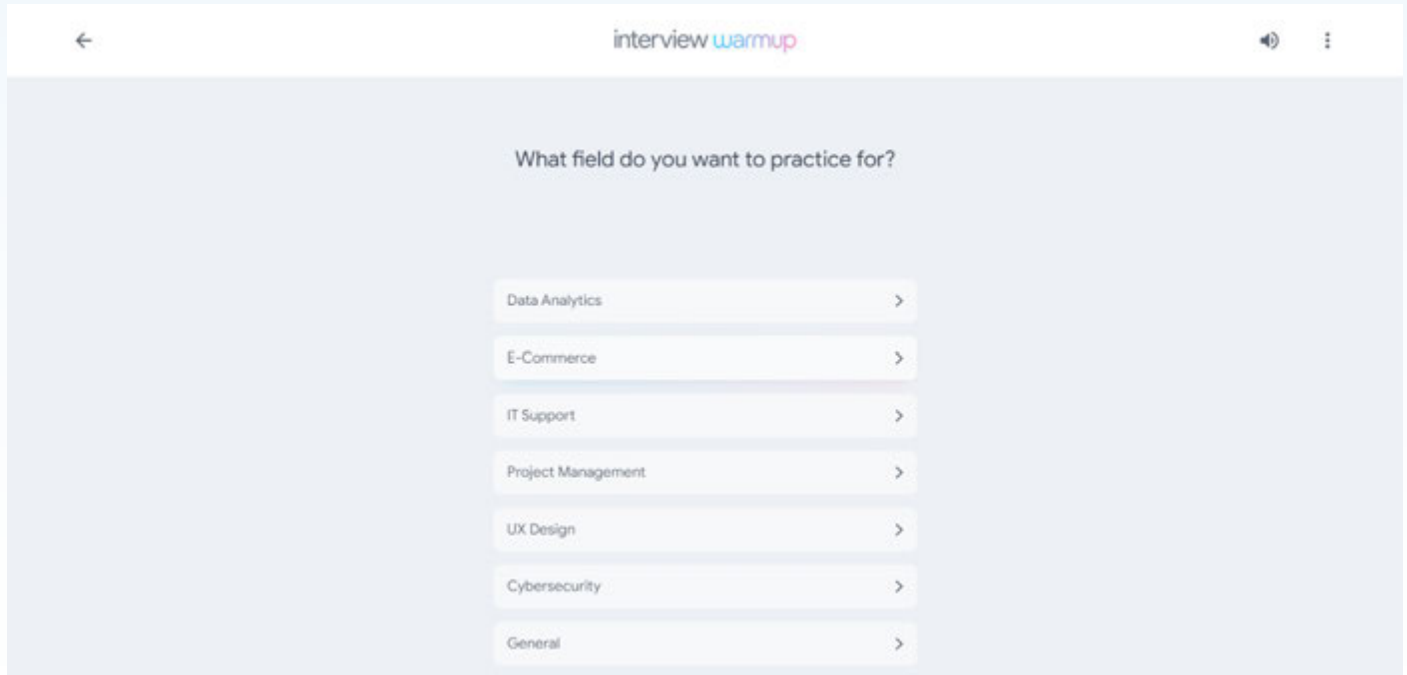 interview warmup
What field do you want to practice for?
Data Analytics
E-Commerce
IT Support
Project Management
UX Design
Cybersecurity
General